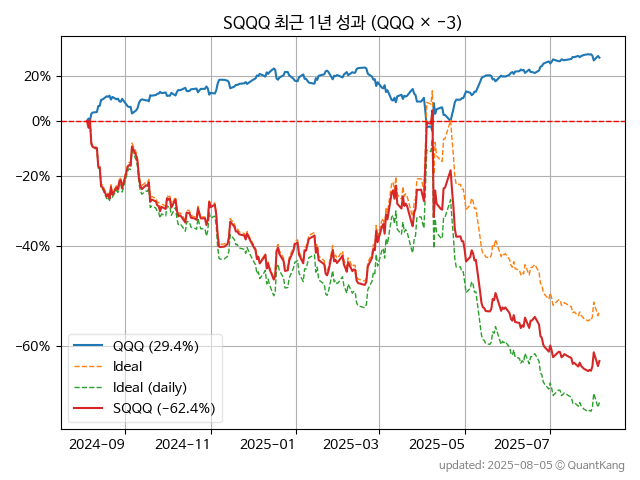 SQQQ 최근 1년 성과 (QQQ × −3)
20%
0%
−20%
−40%
−60%
QQQ (29.4%)
Ideal
Ideal (daily)
SQQQ (−62.4%)
2024-09 2024-11 2025-01 2025-03 2025-05 2025-07
updated: 2025-08-05 © QuantKang